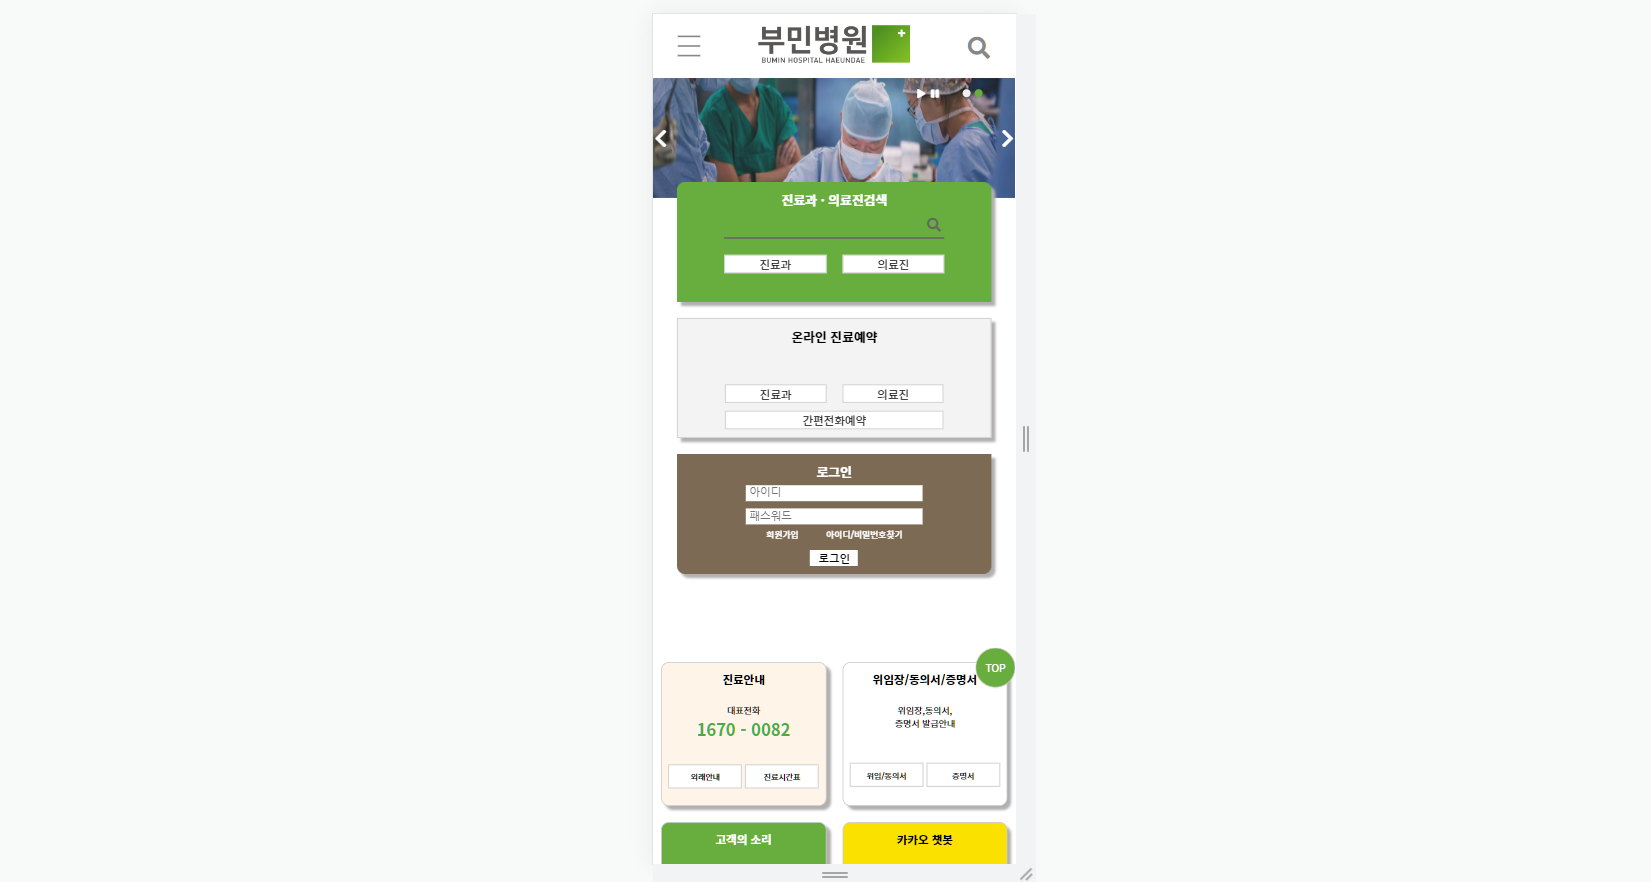 부민병원
BUMIN HOSPITAL HAEUNDAE
진료과 · 의료진검색
진료과 의료진
온라인 진료예약
진료과 의료진
간편전화예약
로그인
아이디
패스워드
회원가입 아이디/비밀번호찾기
로그인
TOP
진료안내
대표전화
1670 - 0082
외래안내 진료시간표
위임장/동의서/증명서
위임장,동의서,
증명서 발급안내
위임/동의서 증명서
고객의 소리
카카오 챗봇